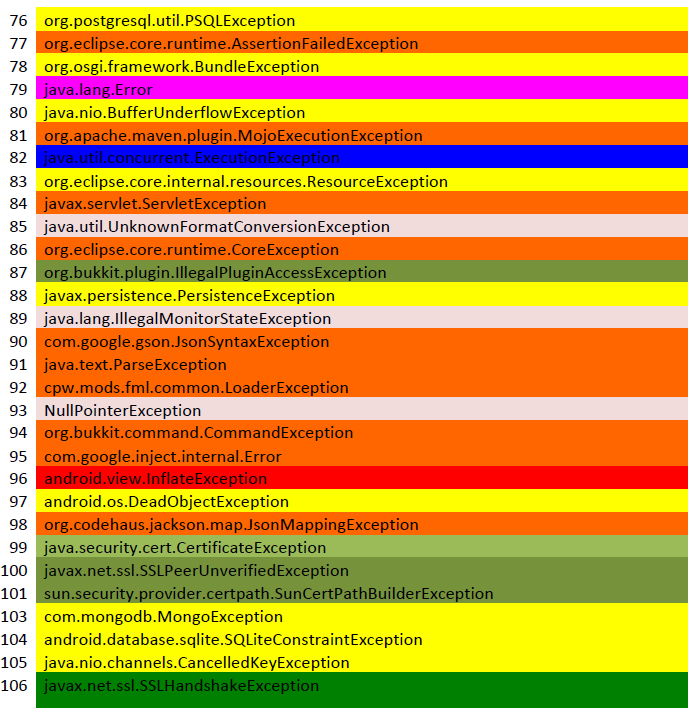 76 org.postgresql.util.PSQLException
77 org.eclipse.core.runtime.AssertionFailedException
78 org.osgi.framework.BundleException
79 java.lang.Error
80 java.nio.BufferUnderflowException
81 org.apache.maven.plugin.MojoExecutionException
82 java.util.concurrent.ExecutionException
83 org.eclipse.core.internal.resources.ResourceException
84 javax.servlet.ServletException
85 java.util.UnknownFormatConversionException
86 org.eclipse.core.runtime.CoreException
87 org.bukkit.plugin.IllegalPluginAccessException
88 javax.persistence.PersistenceException
89 java.lang.IllegalMonitorStateException
90 com.google.gson.JsonSyntaxException
91 java.text.ParseException
92 cpw.mods.fml.common.LoaderException
93 NullPointerException
94 org.bukkit.command.CommandException
95 com.google.inject.internal.Error
96 android.view.InflateException
97 android.os.DeadObjectException
98 org.codehaus.jackson.map.JsonMappingException
99 java.security.cert.CertificateException
100 javax.net.ssl.SSLPeerUnverifiedException
101 sun.security.provider.certpath.SunCertPathBuilderException
103 com.mongodb.MongoException
104 android.database.sqlite.SQLiteConstraintException
105 java.nio.channels.CancelledKeyException
106 javax.net.ssl.SSLHandshakeException